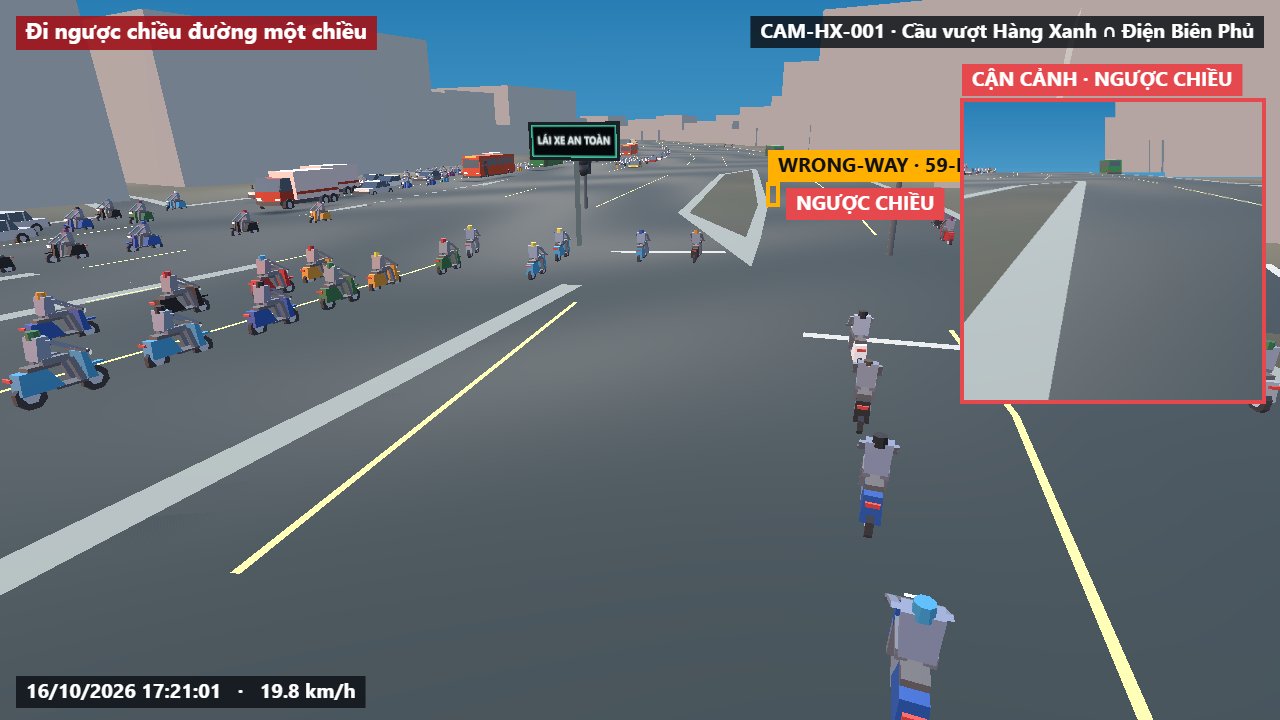 Đi ngược chiều đường một chiều
CAM-HX-001 · Cầu vượt Hàng Xanh ∩ Điện Biên Phủ
CẬN CẢNH · NGƯỢC CHIỀU
LÁI XE AN TOÀN
WRONG-WAY · 59-
NGƯỢC CHIỀU
16/10/2026 17:21:01 · 19.8 km/h